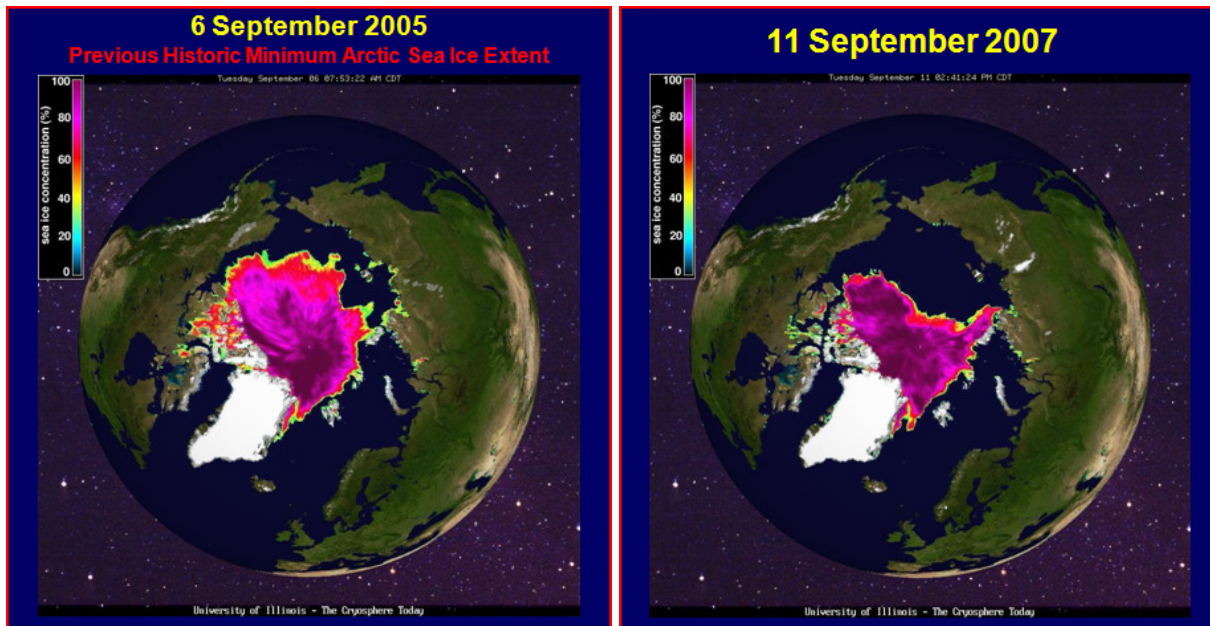 6 September 2005
Previous Historic Minimum Arctic Sea Ice Extent
Tuesday September 06 07:53:22 AM CDT
100
80
60
40
20
0
sea ice concentration (%)
University of Illinois - The Cryosphere Today
11 September 2007
Tuesday September 11 02:41:24 PM CDT
100
80
60
40
20
0
sea ice concentration (%)
University of Illinois - The Cryosphere Today